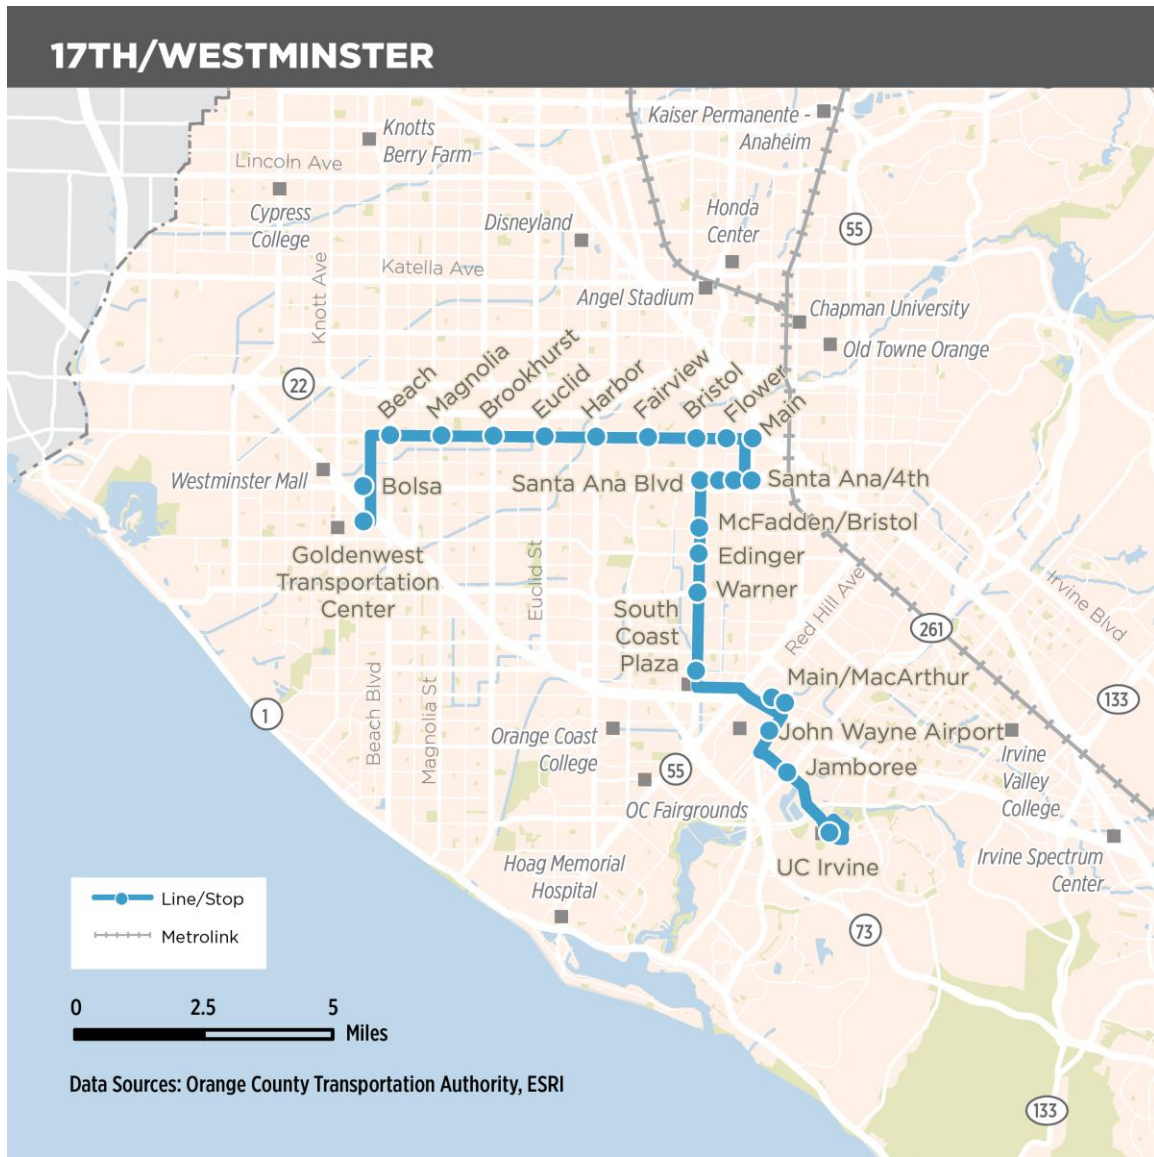 17TH/WESTMINSTER
Kaiser Permanente -
Anaheim
Knotts
Berry Farm
Lincoln Ave
Cypress
College
Disneyland
Honda
Center
55
Knott Ave
Katella Ave
Angel Stadium
Chapman University
Old Towne Orange
22
Beach
Magnolia
Brookhurst
Euclid
Harbor
Fairview
Bristol
Flower
Main
Westminster Mall
Bolsa
Santa Ana Blvd
Santa Ana/4th
McFadden/Bristol
Goldenwest
Transportation
Center
Euclid St
Edinger
Warner
Red Hill Ave
Irvine Blvd
261
South
Coast
Plaza
Main/MacArthur
133
1
Beach Blvd
Magnolia St
Orange Coast
College
John Wayne Airport
Irvine
Valley
College
55
Jamboree
OC Fairgrounds
Hoag Memorial
Hospital
UC Irvine
Irvine Spectrum
Center
Line/Stop
Metrolink
73
0 2.5 5
Miles
Data Sources: Orange County Transportation Authority, ESRI
133